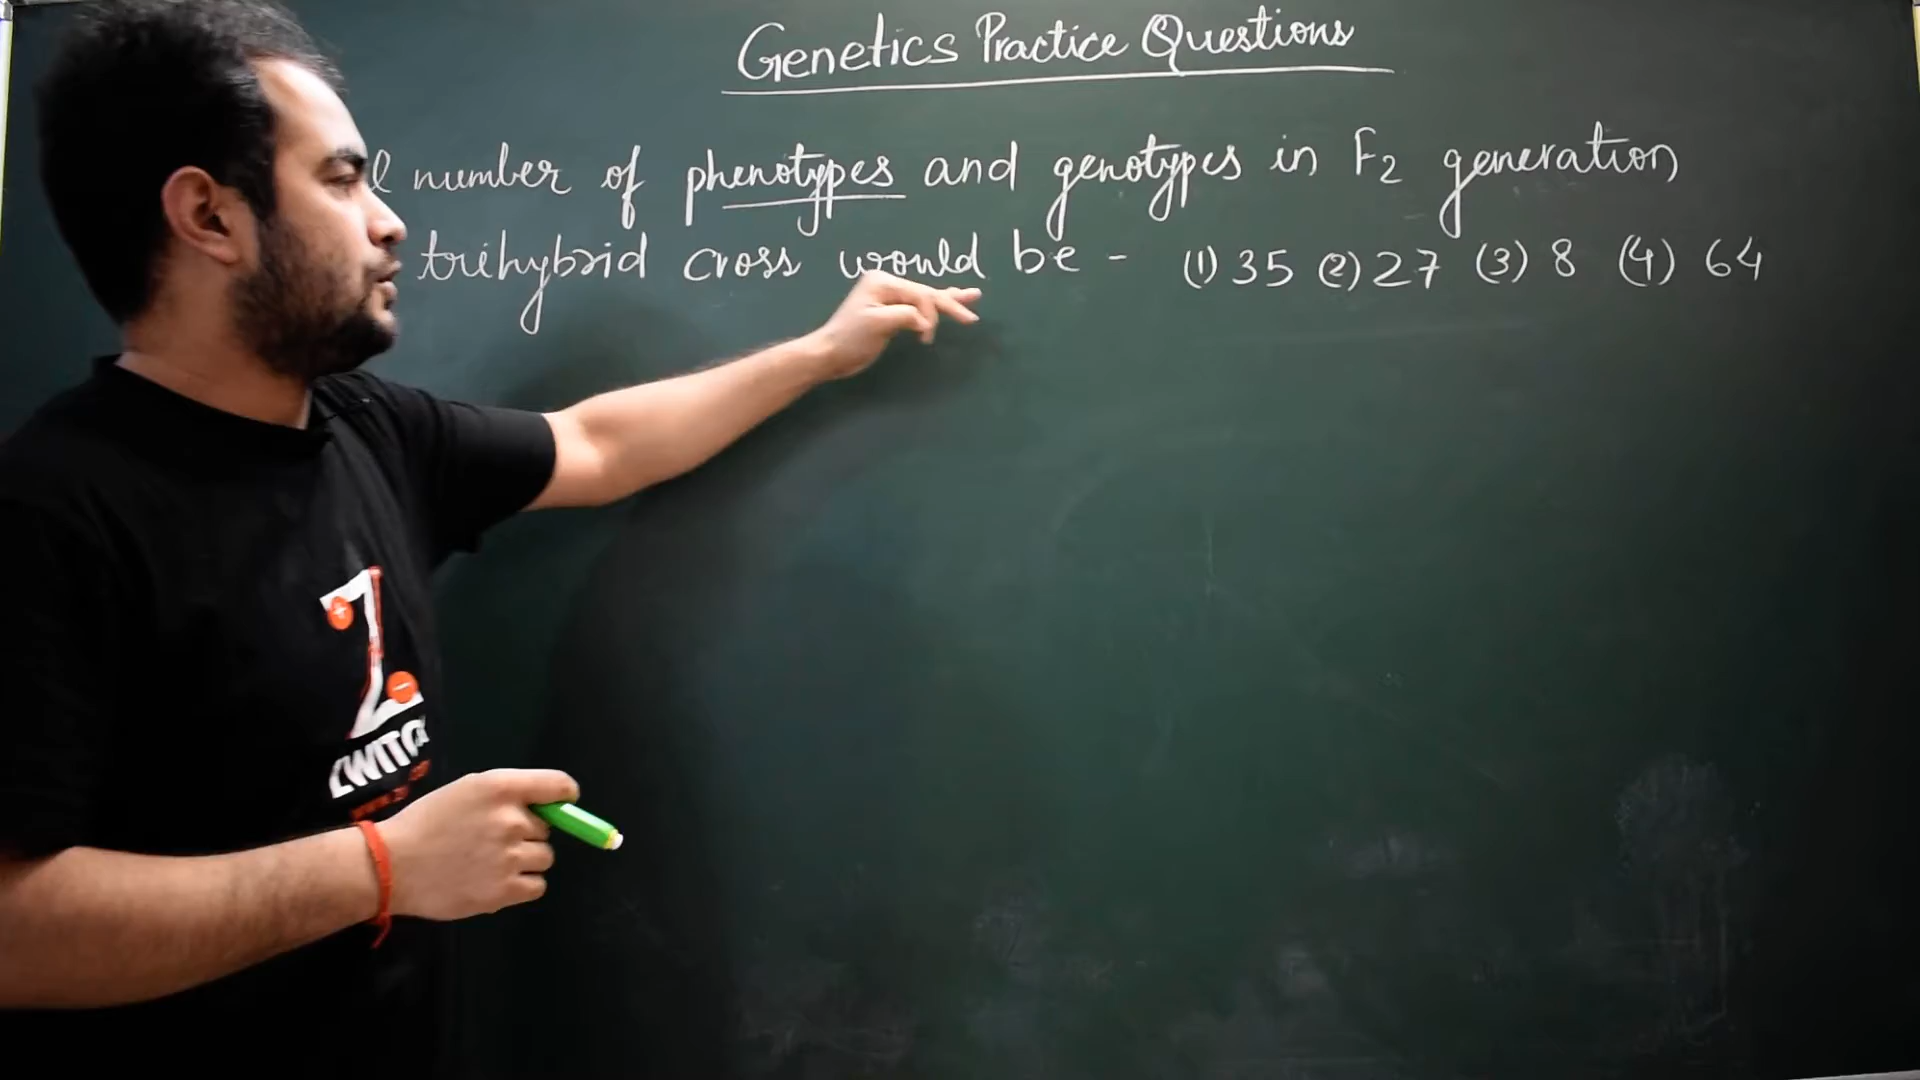 Genetics Practice Questions
l number of phenotypes and genotypes in F2 generation
trihybrid cross would be - (1) 35 (2) 27 (3) 8 (4) 64